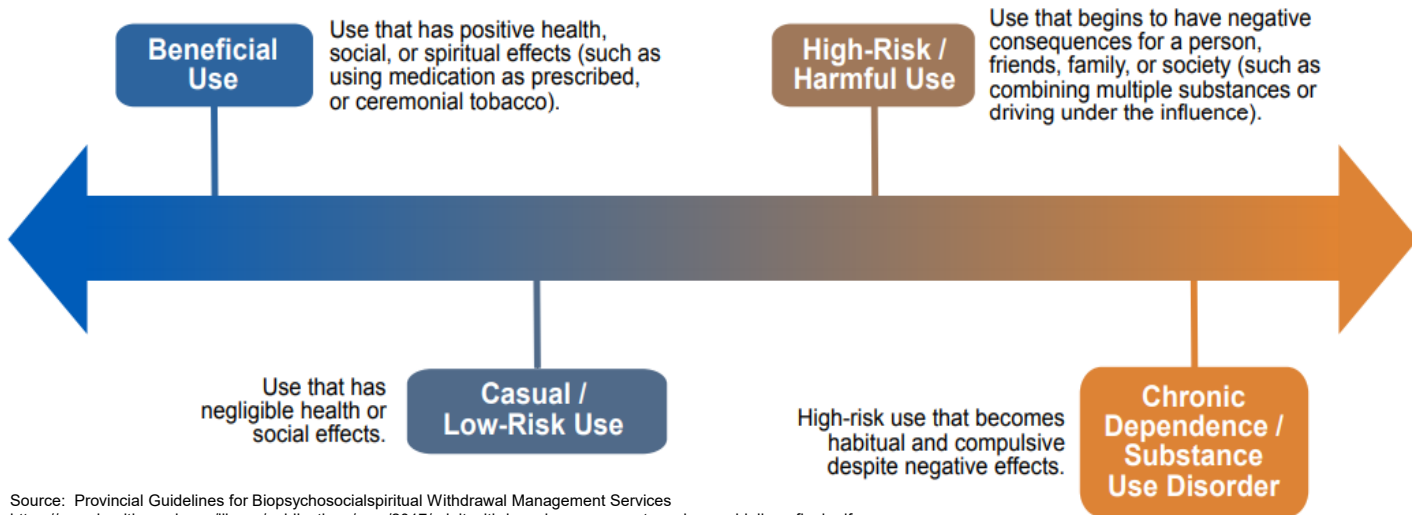 Beneficial
Use
Use that has positive health,
social, or spiritual effects (such as
using medication as prescribed,
or ceremonial tobacco).
High-Risk /
Harmful Use
Use that begins to have negative
consequences for a person,
friends, family, or society (such as
combining multiple substances or
driving under the influence).
Use that has
negligible health or
social effects.
Casual /
Low-Risk Use
High-risk use that becomes
habitual and compulsive
despite negative effects.
Chronic
Dependence /
Substance
Use Disorder
Source: Provincial Guidelines for Biopsychosocialspiritual Withdrawal Management Services